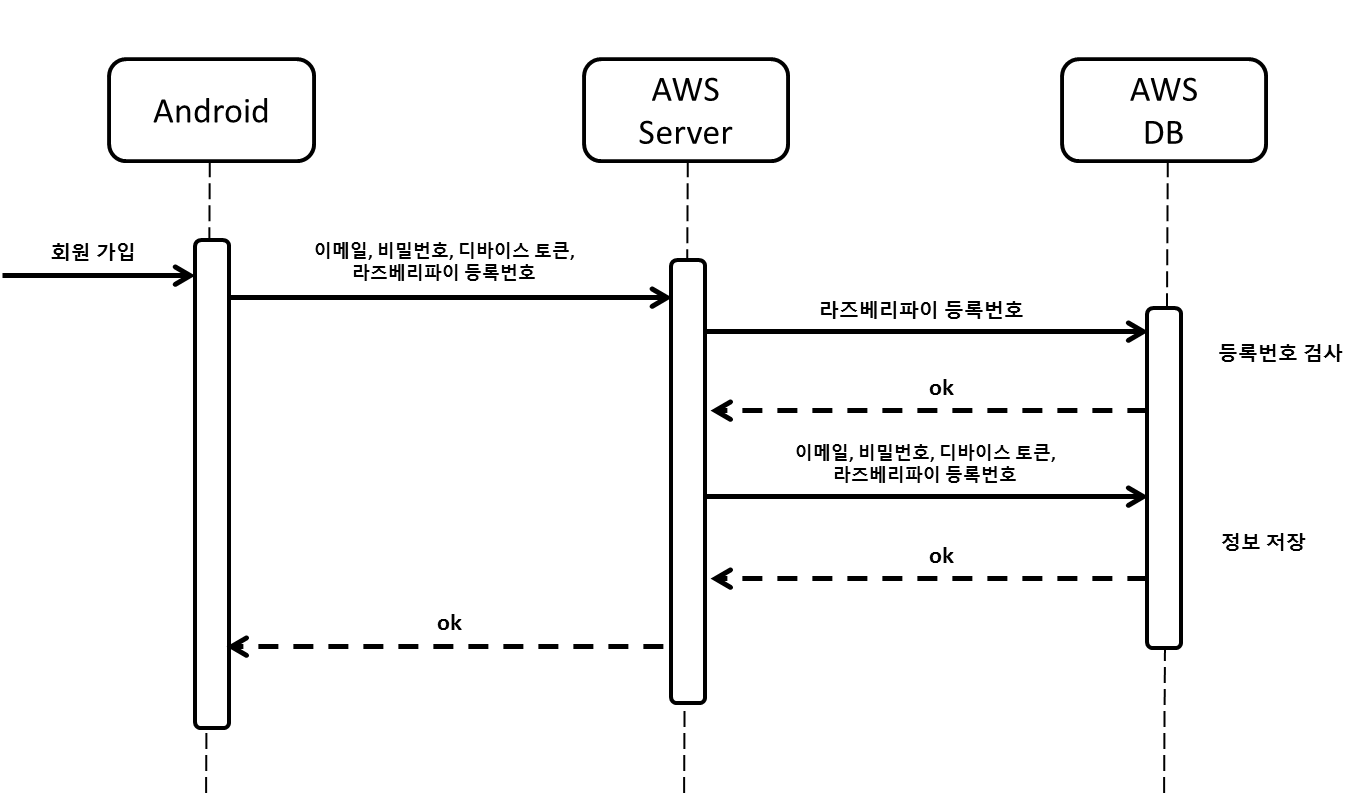 Android
AWS
Server
AWS
DB
회원 가입
이메일, 비밀번호, 디바이스 토큰,
라즈베리파이 등록번호
라즈베리파이 등록번호
등록번호 검사
ok
이메일, 비밀번호, 디바이스 토큰,
라즈베리파이 등록번호
정보 저장
ok
ok